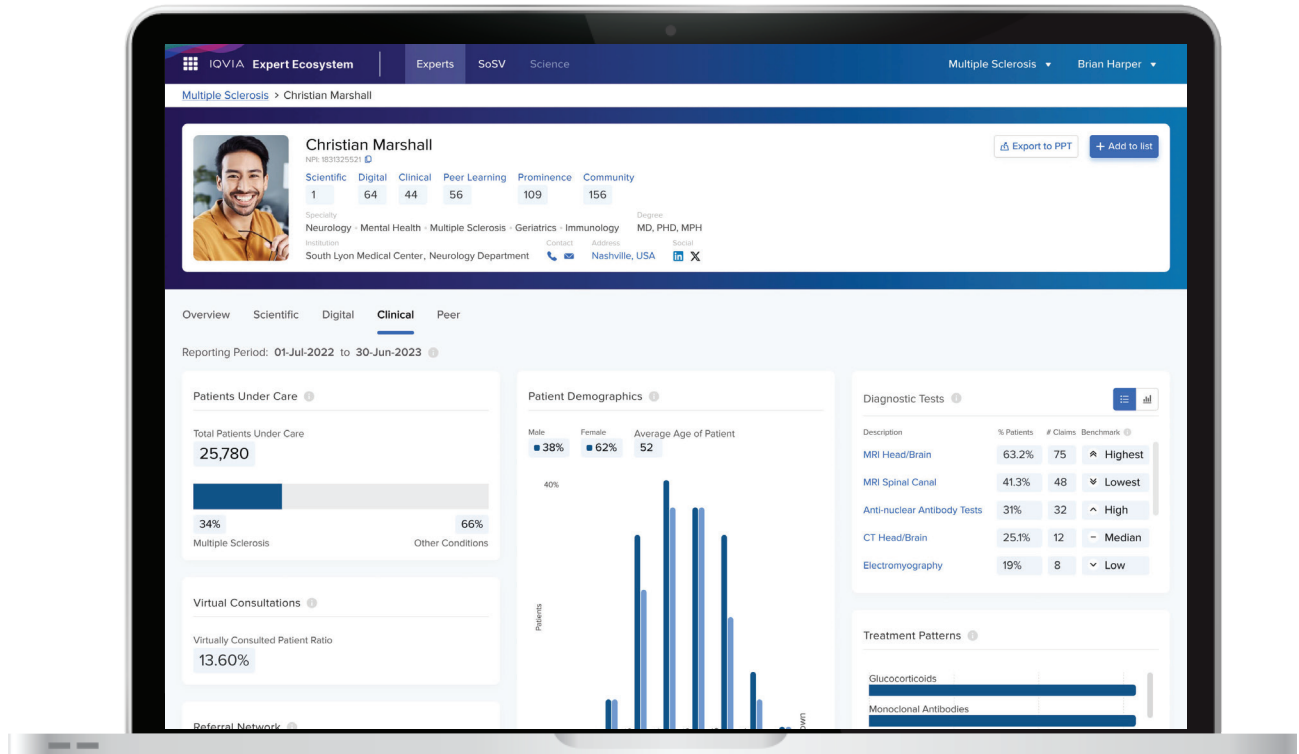 IQVIA Expert Ecosystem Experts SoSV Science Multiple Sclerosis Brian Harper
Multiple Sclerosis > Christian Marshall
Christian Marshall
NPI: 1831325521
Export to PPT
+ Add to list
Scientific Digital Clinical Peer Learning Prominence Community
1 64 44 56 109 156
Specialty Degree
Neurology · Mental Health · Multiple Sclerosis · Geriatrics · Immunology MD, PHD, MPH
Institution Contact Address Social
South Lyon Medical Center, Neurology Department Nashville, USA
Overview Scientific Digital Clinical Peer
Reporting Period: 01-Jul-2022 to 30-Jun-2023
Patients Under Care
Total Patients Under Care
25,780
34% 66%
Multiple Sclerosis Other Conditions
Virtual Consultations
Virtually Consulted Patient Ratio
13.60%
Referral Network
Patient Demographics
Male Female Average Age of Patient
38% 62% 52
40%
Patients
Diagnostic Tests
Description % Patients # Claims Benchmark
MRI Head/Brain 63.2% 75 Highest
MRI Spinal Canal 41.3% 48 Lowest
Anti-nuclear Antibody Tests 31% 32 High
CT Head/Brain 25.1% 12 Median
Electromyography 19% 8 Low
Treatment Patterns
Glucocorticoids
Monoclonal Antibodies